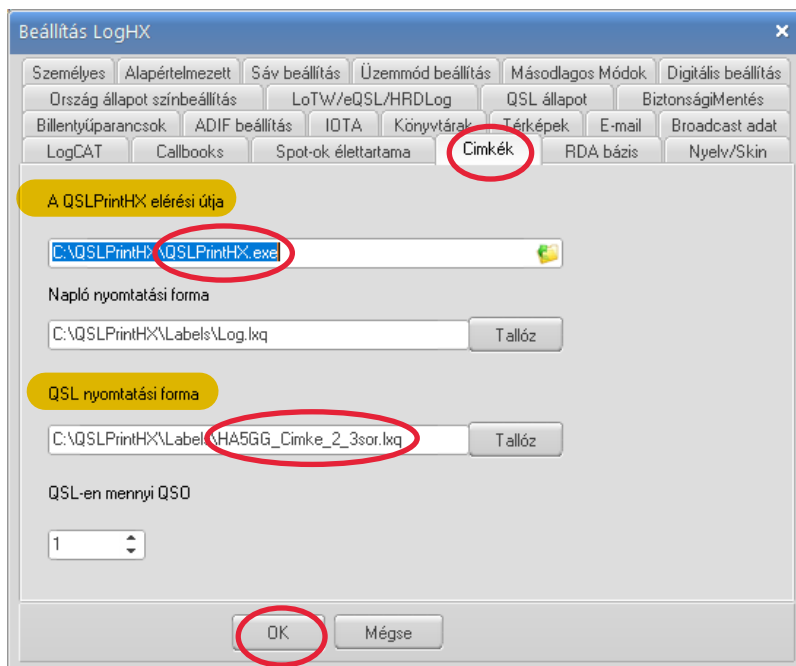 Beállítás LogHX
Személyes Alapértelmezett Sáv beállítás Üzemmód beállítás Másodlagos Módok Digitális beállítás
Ország állapot színbeállítás LoTW/eQSL/HRDLog QSL állapot BiztonságiMentés
Billentyűparancsok ADIF beállítás IOTA Könyvtárak Térképek E-mail Broadcast adat
LogCAT Callbooks Spot-ok élettartama Cimkék RDA bázis Nyelv/Skin
A QSLPrintHX elérési útja
C:\QSLPrintHX\QSLPrintHX.exe
Napló nyomtatási forma
C:\QSLPrintHX\Labels\Log.lxq Tallóz
QSL nyomtatási forma
C:\QSLPrintHX\Labels\HA5GG_Cimke_2_3sor.lxq Tallóz
QSL-en mennyi QSO
1
OK Mégse